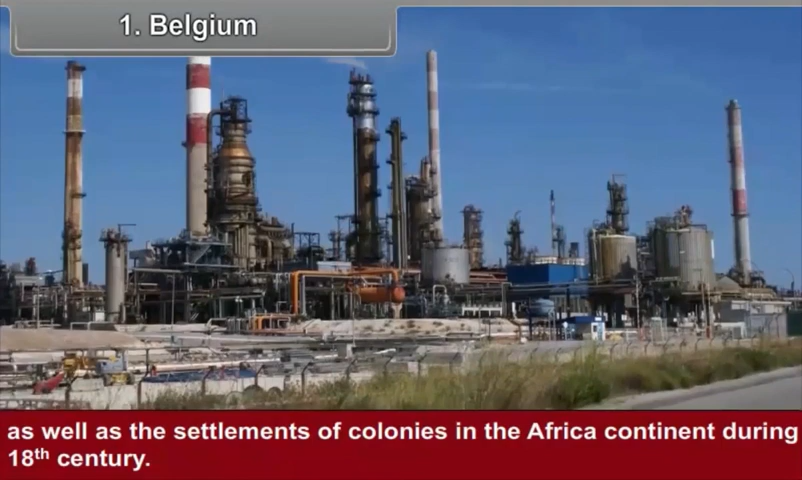 1. Belgium
as well as the settlements of colonies in the Africa continent during
18th century.